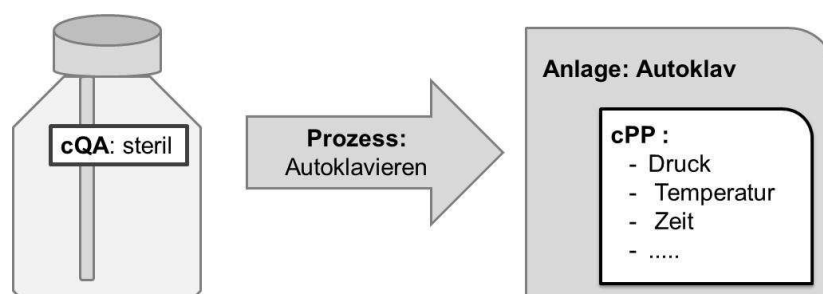 cQA: steril
Prozess:
Autoklavieren
Anlage: Autoklav
cPP :
- Druck
- Temperatur
- Zeit
- .....